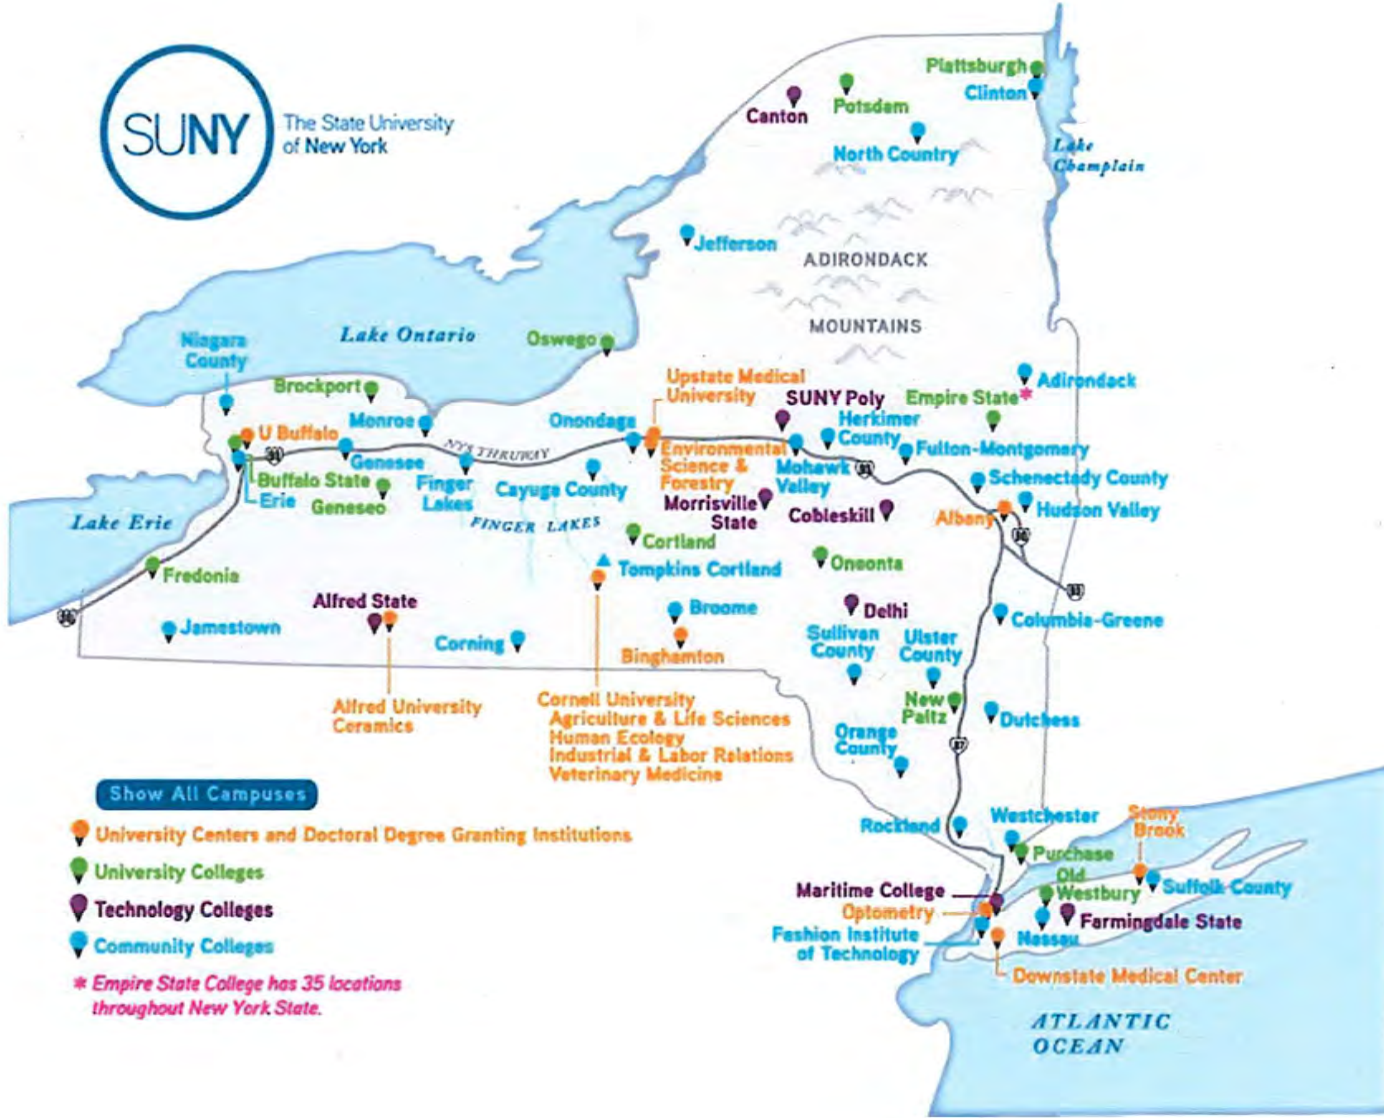 SUNY
The State University
of New York
Plattsburgh
Clinton
Canton
Potsdam
North Country
Lake
Champlain
Jefferson
ADIRONDACK
MOUNTAINS
Lake Ontario
Oswego
Niagara
County
Brockport
Monroe
U Buffalo
Genesee
Buffalo State
Erie
Geneseo
NYS THRUWAY
Finger
Lakes
Cayuga County
FINGER LAKES
Onondaga
Upstate Medical
University
Environmental
Science &
Forestry
SUNY Poly
Herkimer
County
Mohawk
Valley
Empire State*
Adirondack
Fulton-Montgomery
Schenectady County
Hudson Valley
Albany
Morrisville
State
Cobleskill
Lake Erie
Fredonia
Jamestown
Alfred State
Alfred University
Ceramics
Corning
Cortland
Tompkins Cortland
Broome
Binghamton
Cornell University
Agriculture & Life Sciences
Human Ecology
Industrial & Labor Relations
Veterinary Medicine
Oneonta
Delhi
Sullivan
County
Ulster
County
Columbia-Greene
New
Paltz
Dutchess
Orange
County
87
Rockland
Westchester
Purchase
Stony
Brook
Old
Westbury
Suffolk County
Maritime College
Optometry
Fashion Institute
of Technology
Nassau
Farmingdale State
Downstate Medical Center
ATLANTIC
OCEAN
Show All Campuses
University Centers and Doctoral Degree Granting Institutions
University Colleges
Technology Colleges
Community Colleges
* Empire State College has 35 locations
throughout New York State.